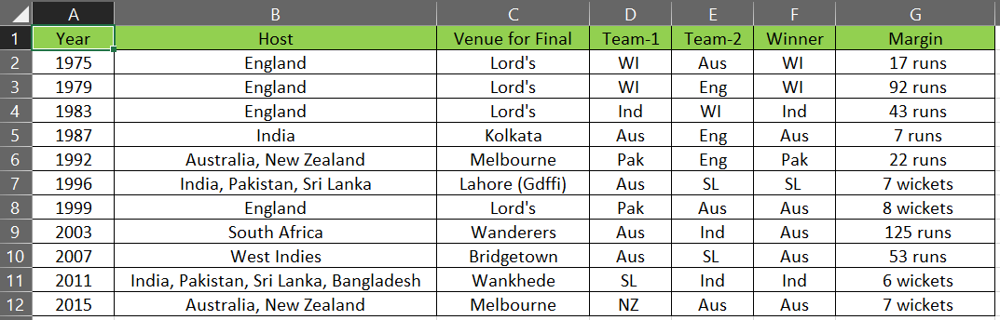 A B C D E F G
1 Year Host Venue for Final Team-1 Team-2 Winner Margin
2 1975 England Lord's WI Aus WI 17 runs
3 1979 England Lord's WI Eng WI 92 runs
4 1983 England Lord's Ind WI Ind 43 runs
5 1987 India Kolkata Aus Eng Aus 7 runs
6 1992 Australia, New Zealand Melbourne Pak Eng Pak 22 runs
7 1996 India, Pakistan, Sri Lanka Lahore (Gdffi) Aus SL SL 7 wickets
8 1999 England Lord's Pak Aus Aus 8 wickets
9 2003 South Africa Wanderers Aus Ind Aus 125 runs
10 2007 West Indies Bridgetown Aus SL Aus 53 runs
11 2011 India, Pakistan, Sri Lanka, Bangladesh Wankhede SL Ind Ind 6 wickets
12 2015 Australia, New Zealand Melbourne NZ Aus Aus 7 wickets